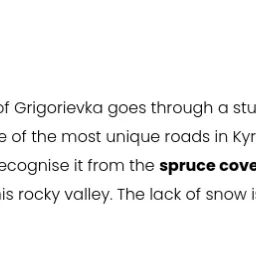 of Grigorievka goes through a stu
e of the most unique roads in Kyr
ecognise it from the spruce cove
is rocky valley. The lack of snow is